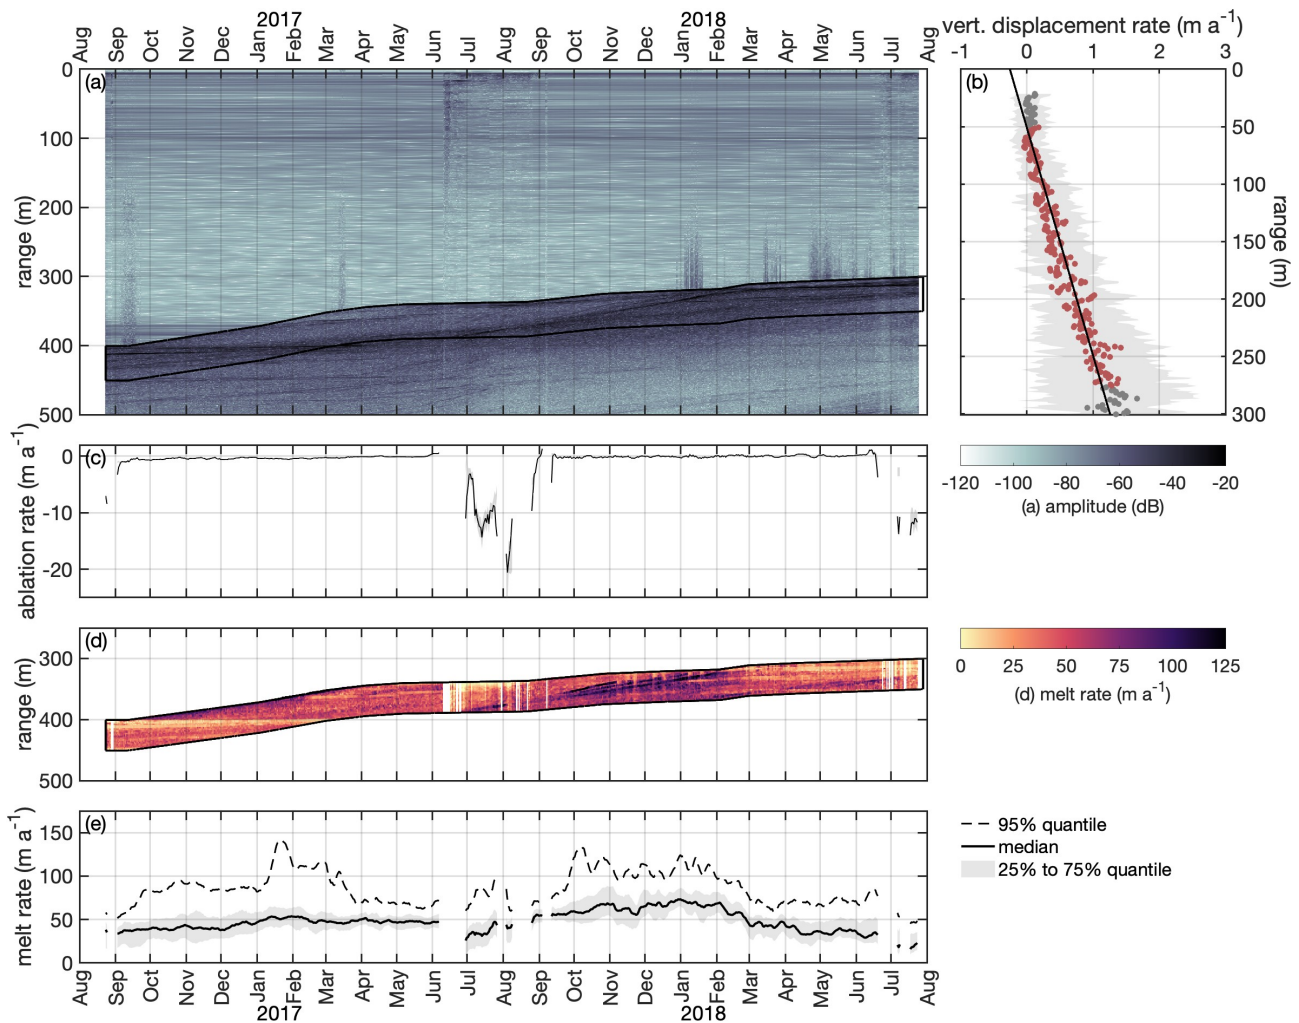 2017 2018
Aug Sep Oct Nov Dec Jan Feb Mar Apr May Jun Jul Aug Sep Oct Nov Dec Jan Feb Mar Apr May Jun Jul Aug
vert. displacement rate (m a⁻¹)
-1 0 1 2 3
(a)
range (m)
0
100
200
300
400
500
(b)
0
50
100
150
200
250
300
range (m)
(c)
ablation rate (m a⁻¹)
0
-10
-20
-120 -100 -80 -60 -40 -20
(a) amplitude (dB)
(d)
range (m)
300
400
500
0 25 50 75 100 125
(d) melt rate (m a⁻¹)
(e)
melt rate (m a⁻¹)
150
100
50
0
95% quantile
median
25% to 75% quantile
Aug Sep Oct Nov Dec Jan Feb Mar Apr May Jun Jul Aug Sep Oct Nov Dec Jan Feb Mar Apr May Jun Jul Aug
2017 2018